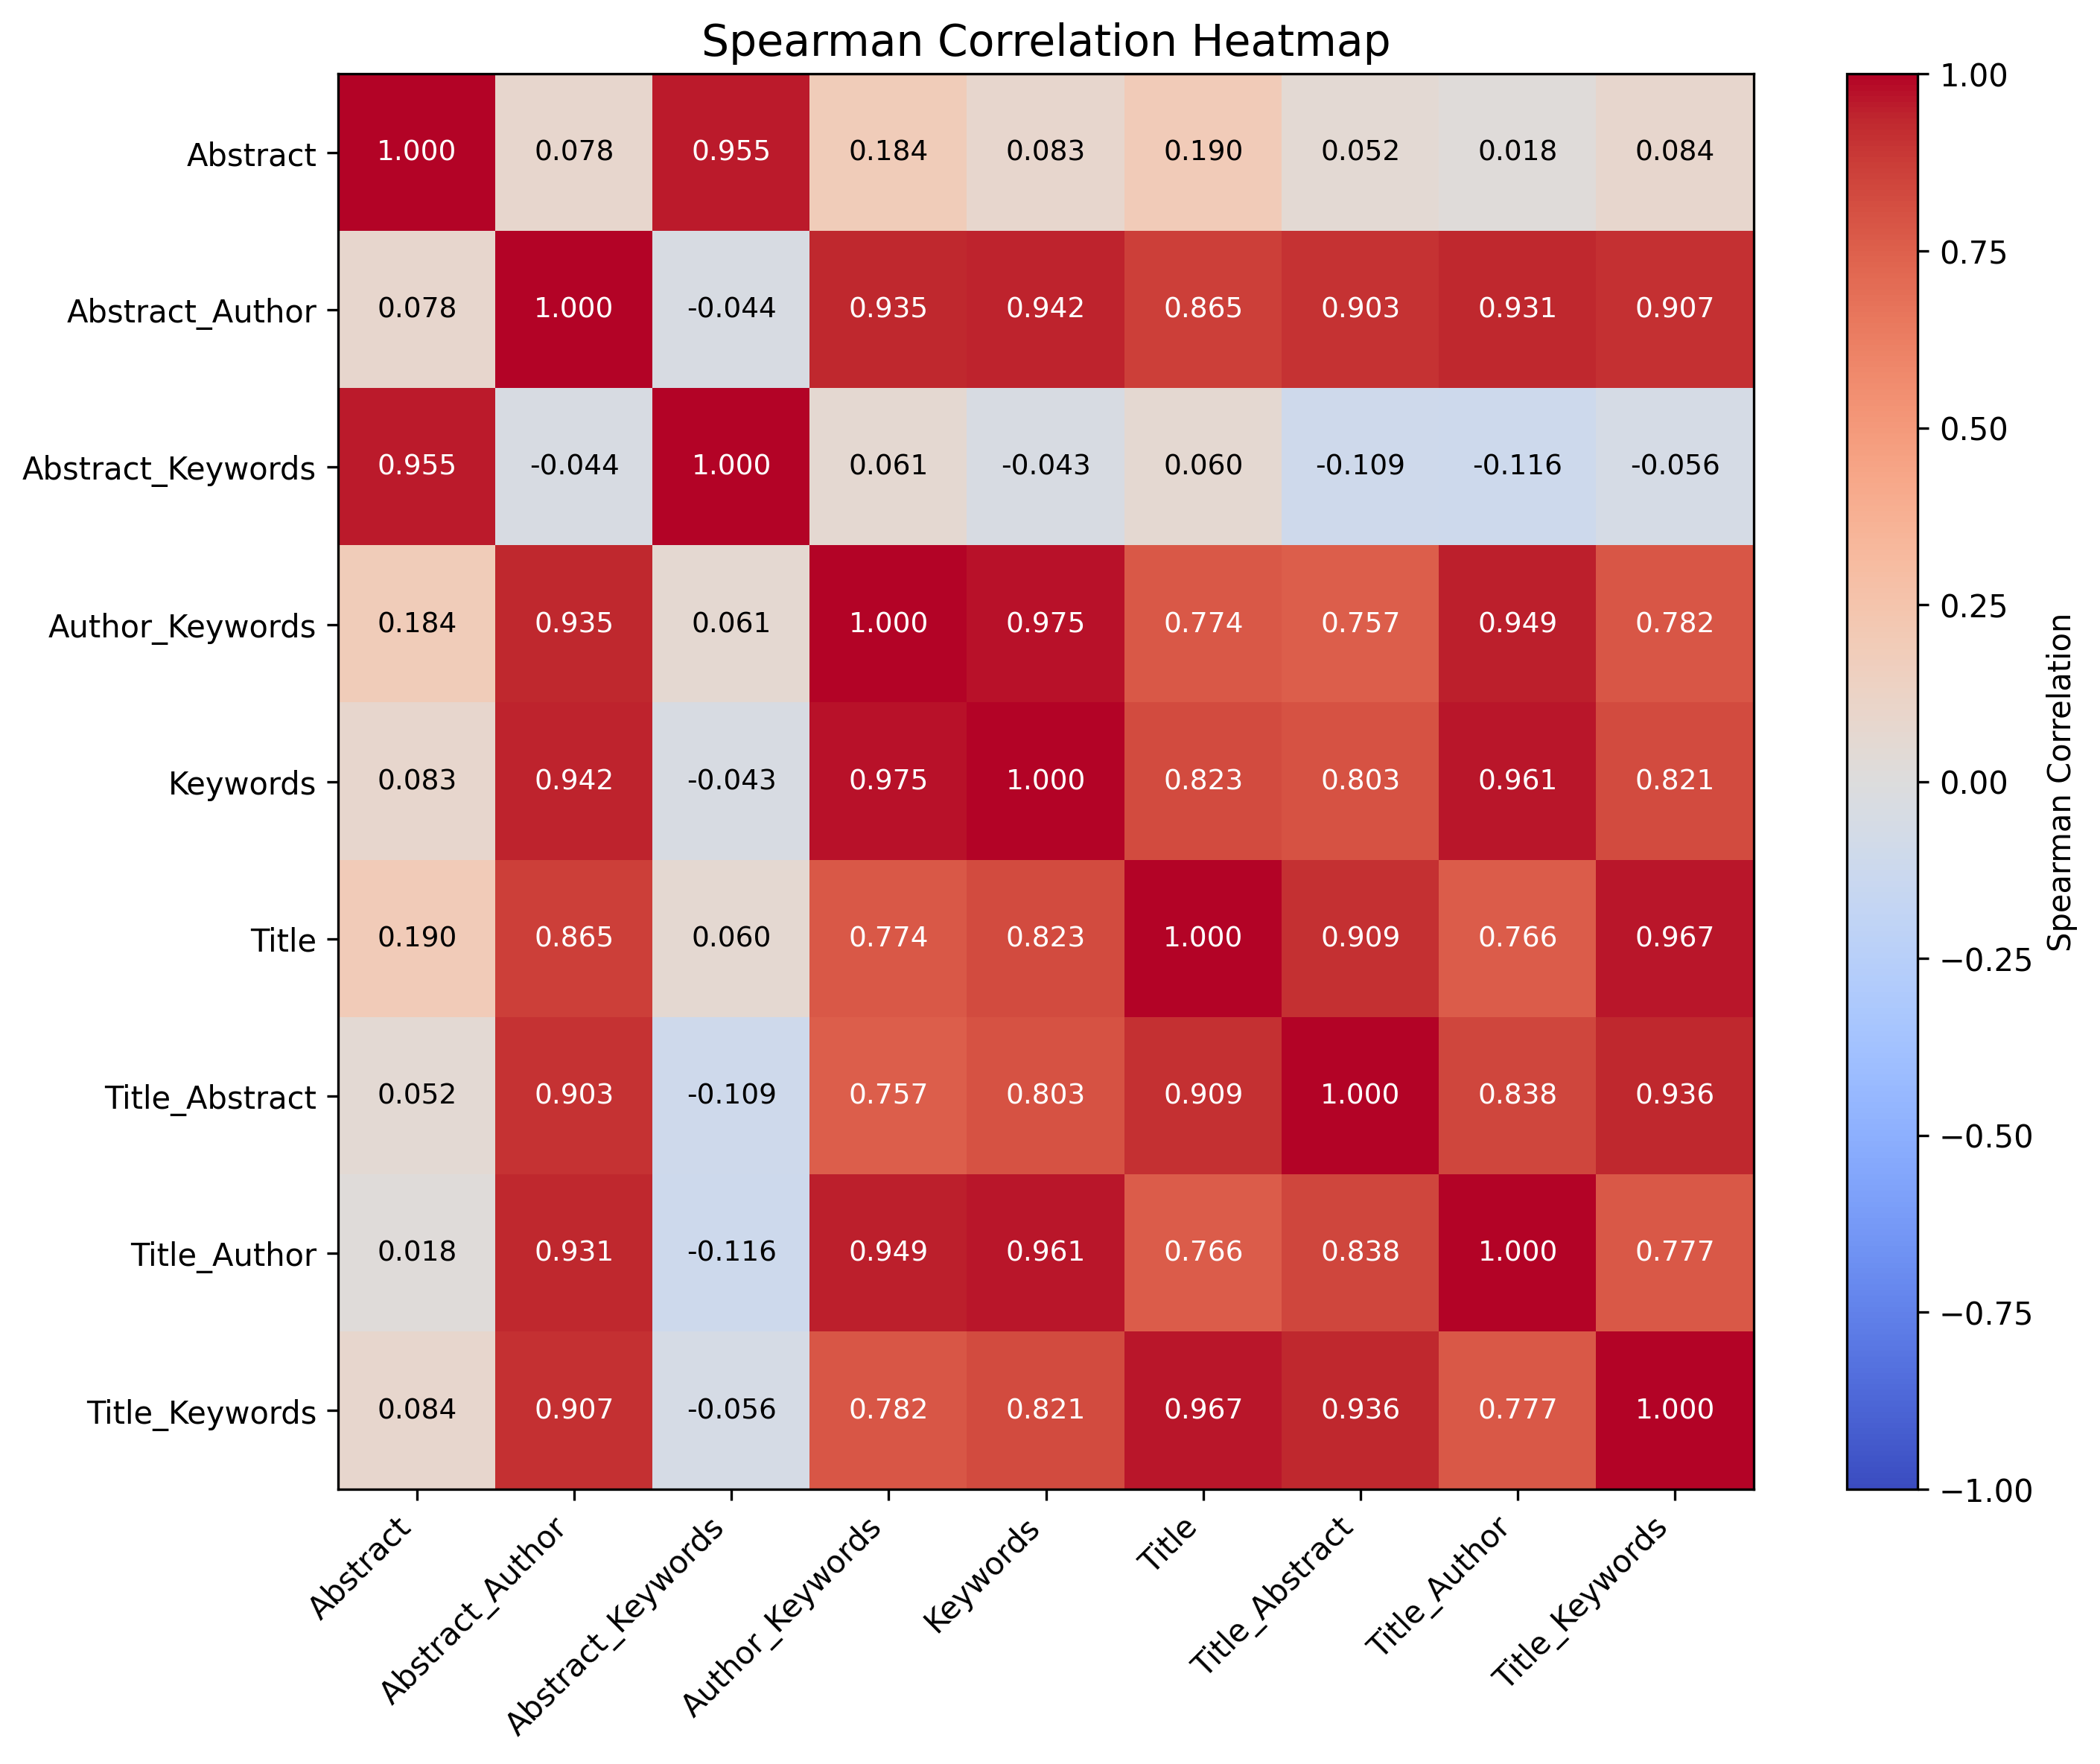 Spearman Correlation Heatmap
Abstract 1.000 0.078 0.955 0.184 0.083 0.190 0.052 0.018 0.084
Abstract_Author 0.078 1.000 -0.044 0.935 0.942 0.865 0.903 0.931 0.907
Abstract_Keywords 0.955 -0.044 1.000 0.061 -0.043 0.060 -0.109 -0.116 -0.056
Author_Keywords 0.184 0.935 0.061 1.000 0.975 0.774 0.757 0.949 0.782
Keywords 0.083 0.942 -0.043 0.975 1.000 0.823 0.803 0.961 0.821
Title 0.190 0.865 0.060 0.774 0.823 1.000 0.909 0.766 0.967
Title_Abstract 0.052 0.903 -0.109 0.757 0.803 0.909 1.000 0.838 0.936
Title_Author 0.018 0.931 -0.116 0.949 0.961 0.766 0.838 1.000 0.777
Title_Keywords 0.084 0.907 -0.056 0.782 0.821 0.967 0.936 0.777 1.000
Abstract Abstract_Author Abstract_Keywords Author_Keywords Keywords Title Title_Abstract Title_Author Title_Keywords
1.00
0.75
0.50
0.25
0.00
−0.25
−0.50
−0.75
−1.00
Spearman Correlation